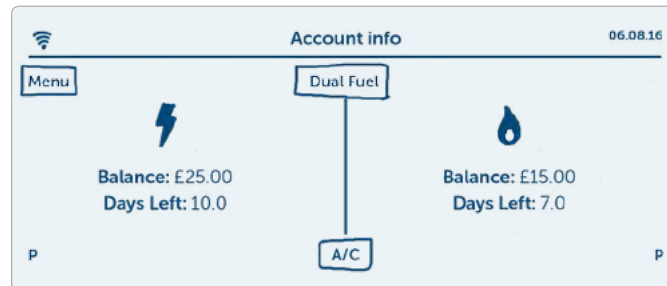 Account info 06.08.16
Menu Dual Fuel
Balance: £25.00 Balance: £15.00
Days Left: 10.0 Days Left: 7.0
P A/C P